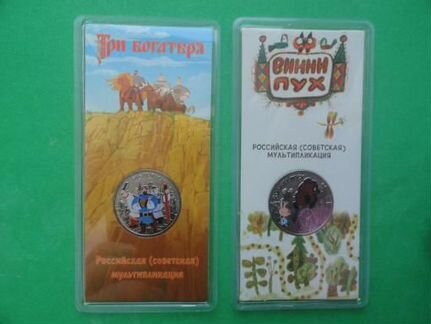 Три богатыря
Российская (советская)
мультипликация
ВИННИ
ПУХ
РОССИЙСКАЯ (СОВЕТСКАЯ)
МУЛЬТИПЛИКАЦИЯ